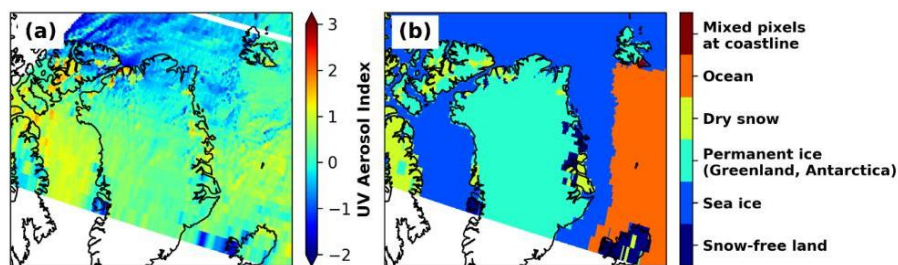 (a)
3
2
1
0
−1
−2
UV Aerosol Index
(b)
Mixed pixels
at coastline
Ocean
Dry snow
Permanent ice
(Greenland, Antarctica)
Sea ice
Snow-free land